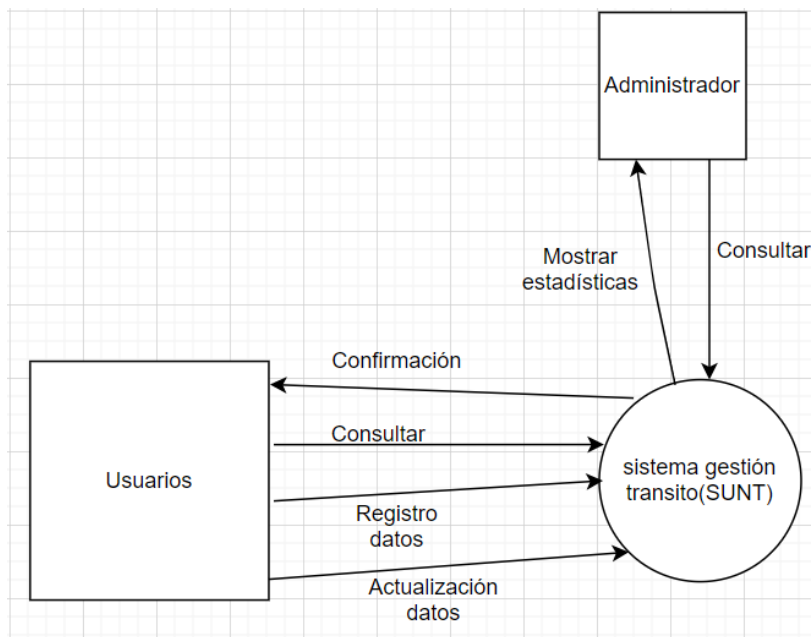 Administrador
Mostrar
estadísticas
Consultar
Confirmación
Consultar
Usuarios
sistema gestión
transito(SUNT)
Registro
datos
Actualización
datos